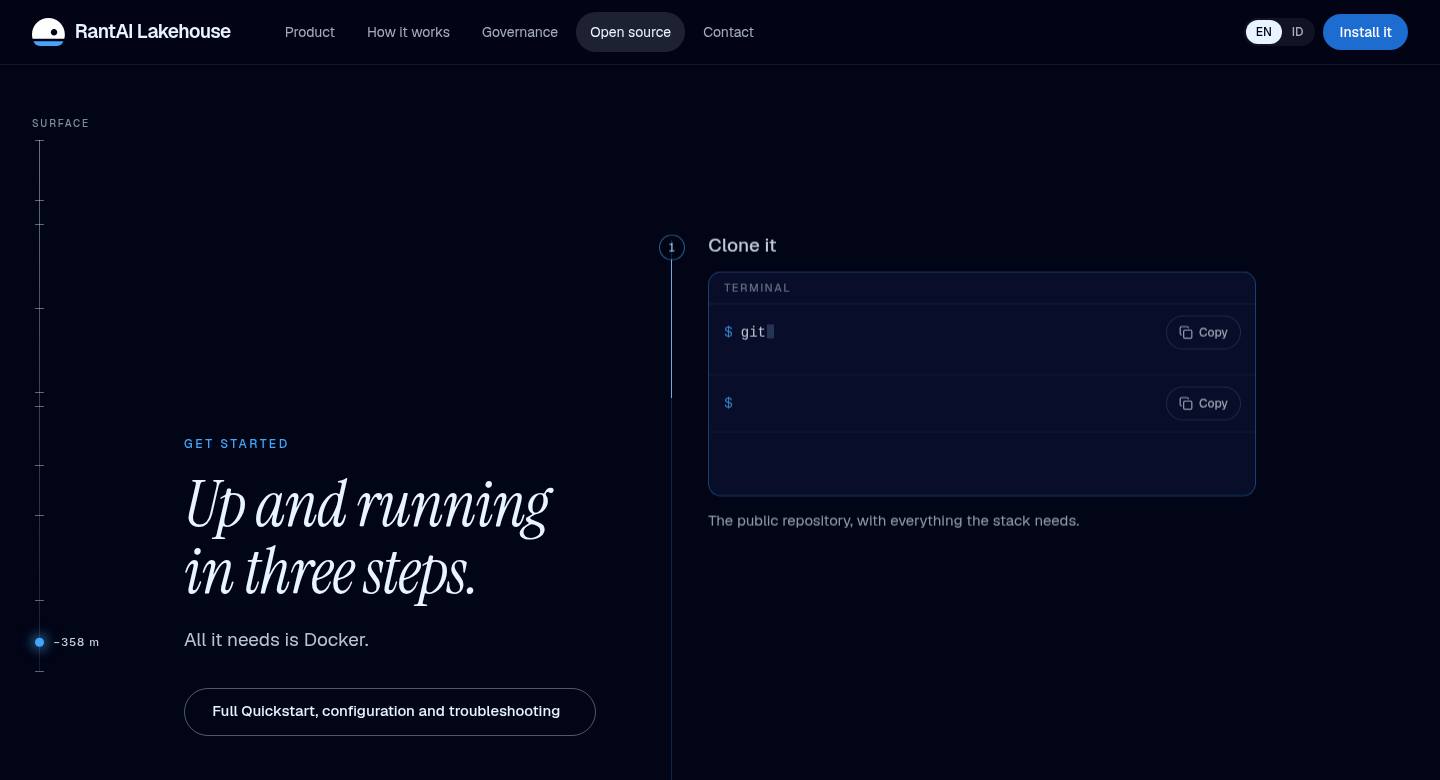 RantAI Lakehouse
Product
How it works
Governance
Open source
Contact
EN
ID
Install it
SURFACE
−358 m
GET STARTED
Up and running
in three steps.
All it needs is Docker.
Full Quickstart, configuration and troubleshooting
1
Clone it
TERMINAL
$ git
Copy
$
Copy
The public repository, with everything the stack needs.